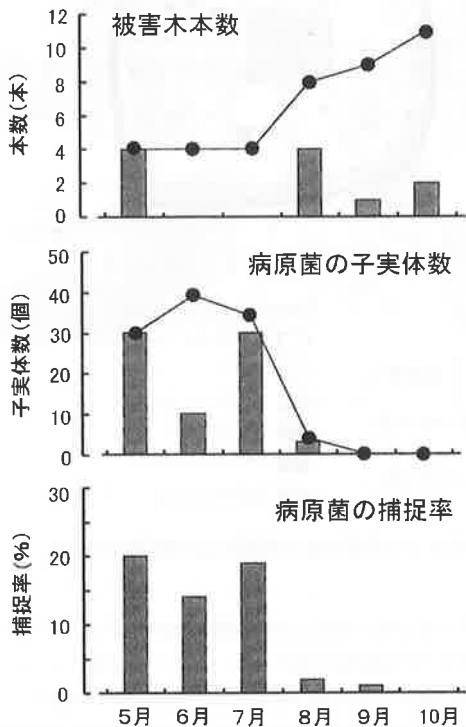 被害木本数
本数(本)
12
10
8
6
4
2
0
病原菌の子実体数
子実体数(個)
50
40
30
20
10
0
病原菌の捕捉率
捕捉率(%)
30
20
10
0
5月 6月 7月 8月 9月 10月